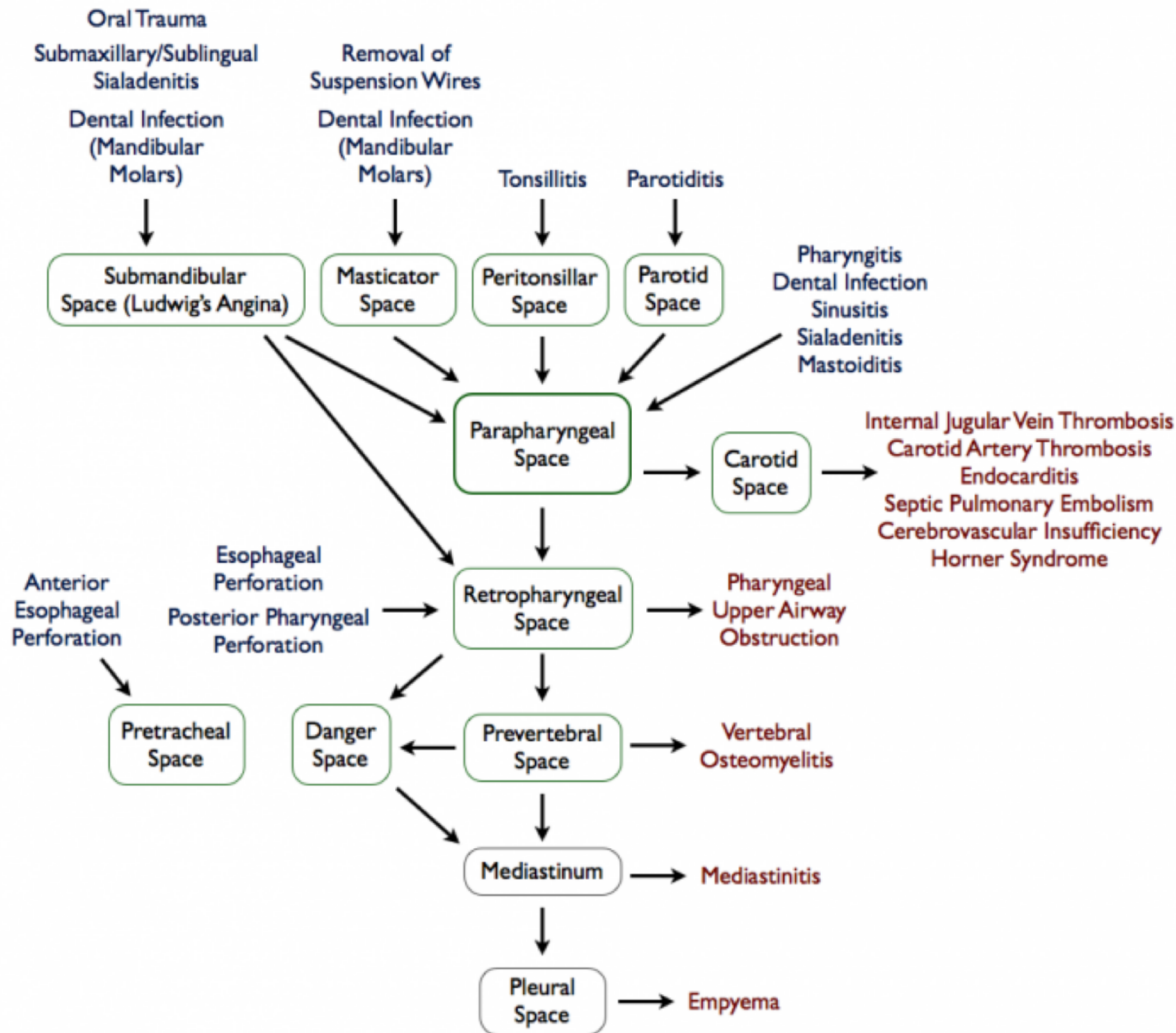 Oral Trauma
Submaxillary/Sublingual
Sialadenitis
Dental Infection
(Mandibular
Molars)
Removal of
Suspension Wires
Dental Infection
(Mandibular
Molars)
Tonsillitis
Parotiditis
Submandibular
Space (Ludwig's Angina)
Masticator
Space
Peritonsillar
Space
Parotid
Space
Pharyngitis
Dental Infection
Sinusitis
Sialadenitis
Mastoiditis
Parapharyngeal
Space
Carotid
Space
Internal Jugular Vein Thrombosis
Carotid Artery Thrombosis
Endocarditis
Septic Pulmonary Embolism
Cerebrovascular Insufficiency
Horner Syndrome
Anterior
Esophageal
Perforation
Esophageal
Perforation
Posterior Pharyngeal
Perforation
Retropharyngeal
Space
Pharyngeal
Upper Airway
Obstruction
Pretracheal
Space
Danger
Space
Prevertebral
Space
Vertebral
Osteomyelitis
Mediastinum
Mediastinitis
Pleural
Space
Empyema